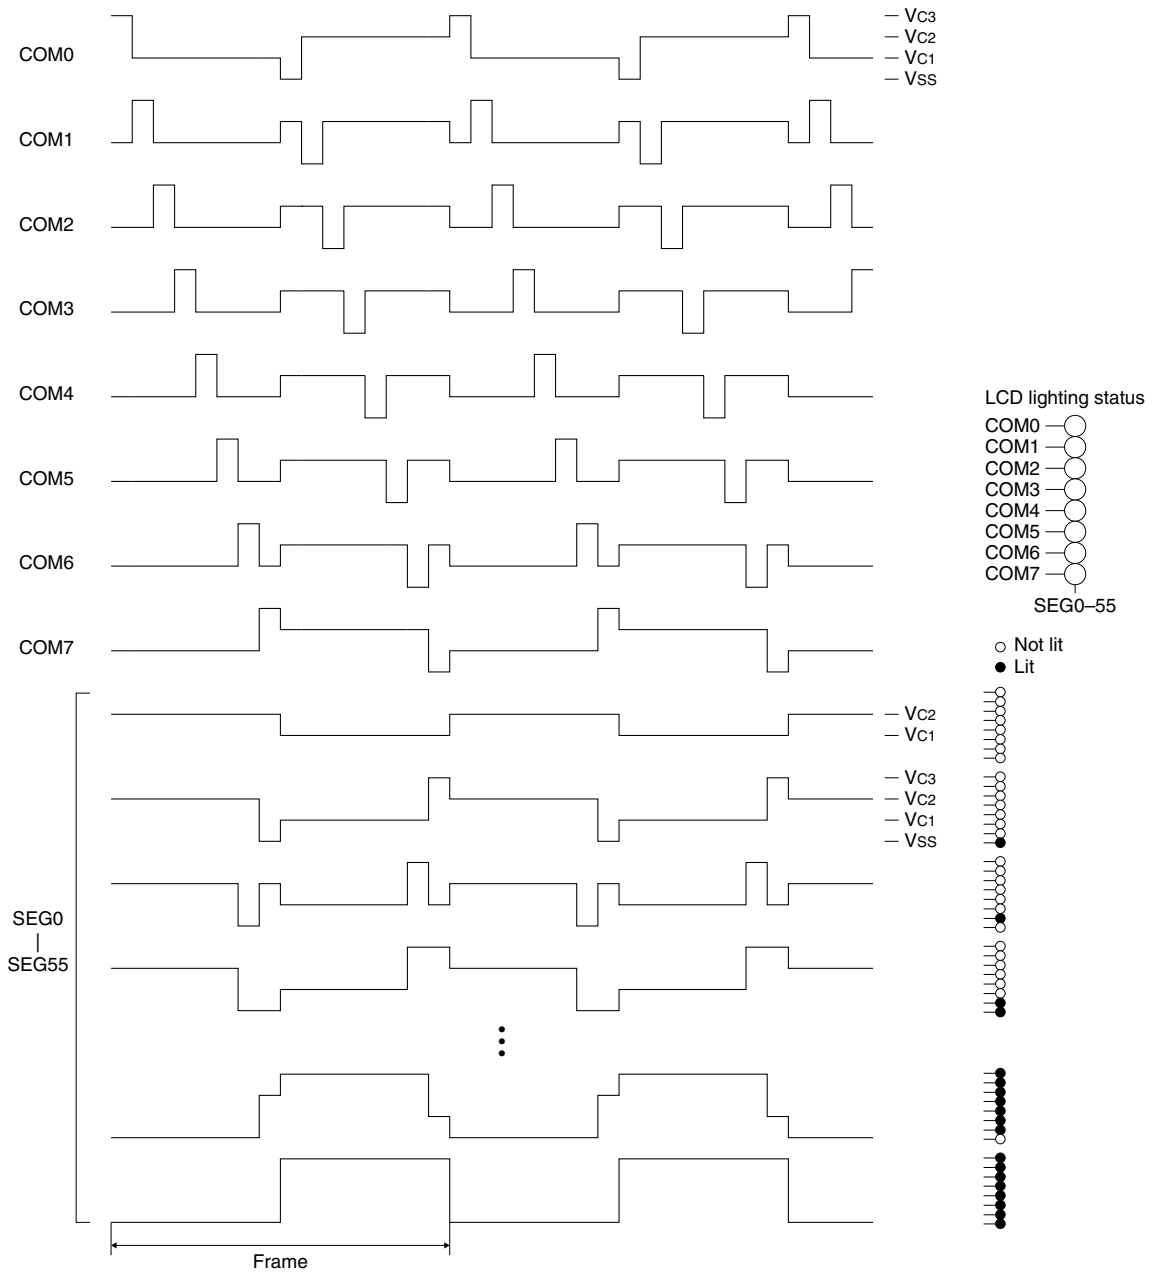 COM0
VC3
VC2
VC1
VSS
COM1
COM2
COM3
COM4
COM5
COM6
COM7
LCD lighting status
COM0
COM1
COM2
COM3
COM4
COM5
COM6
COM7
SEG0–55
Not lit
Lit
VC2
VC1
VC3
VC2
VC1
VSS
SEG0
SEG55
Frame